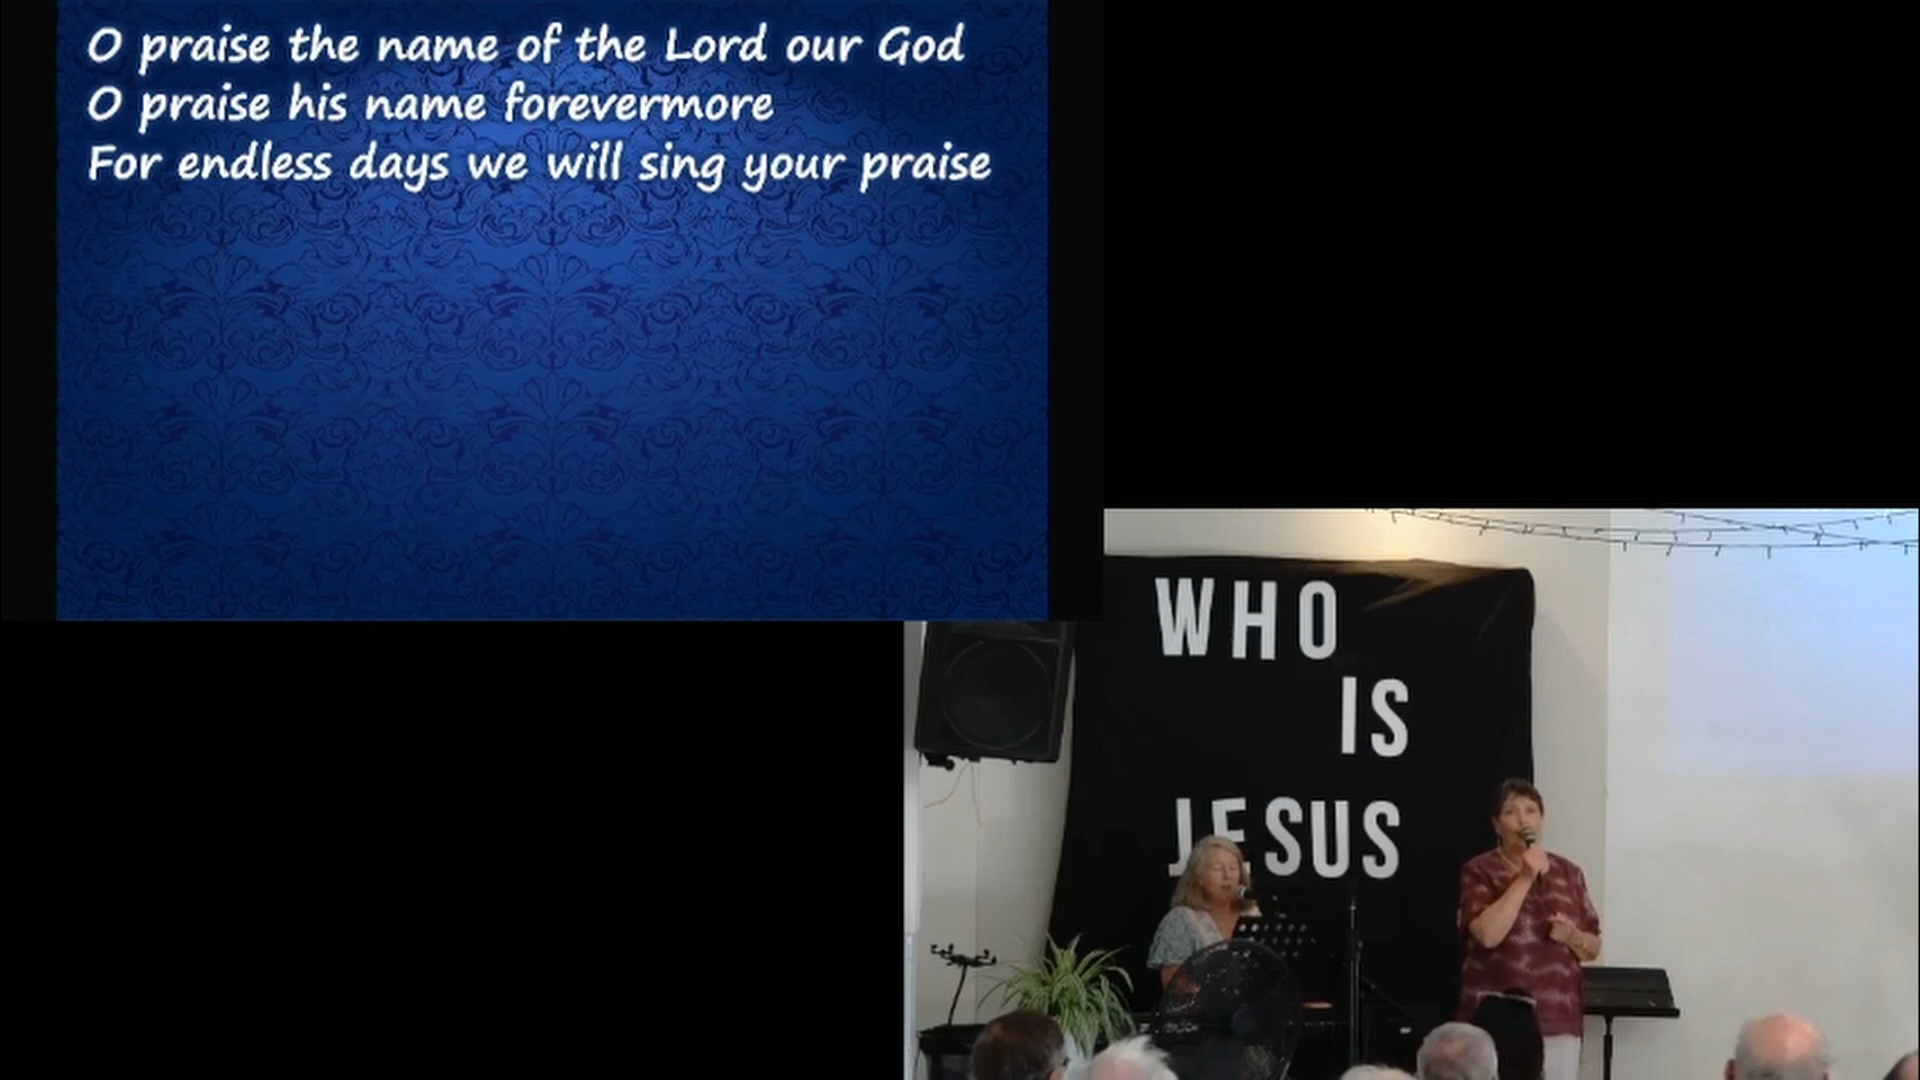 O praise the name of the Lord our God
O praise his name forevermore
For endless days we will sing your praise
WHO
IS
JESUS